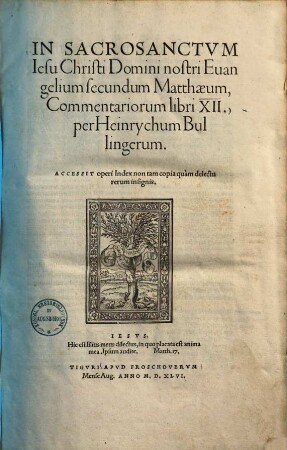 IN SACROSANCTVM
Iesu Christi Domini nostri Euan
gelium secundum Matthæum,
Commentariorum libri XII.,
per Heinrychum Bul
lingerum.
ACCESSIT operi Index non tam copia quàm delectu
rerum insignis.
IESVS.
Hic est filius meus dilectus, in quo placata est anima
mea, ipsum audite. Matth. 17.
TIGVRI APVD FROSCHOVERVM
Mense Aug. ANNO M. D. XLVI.